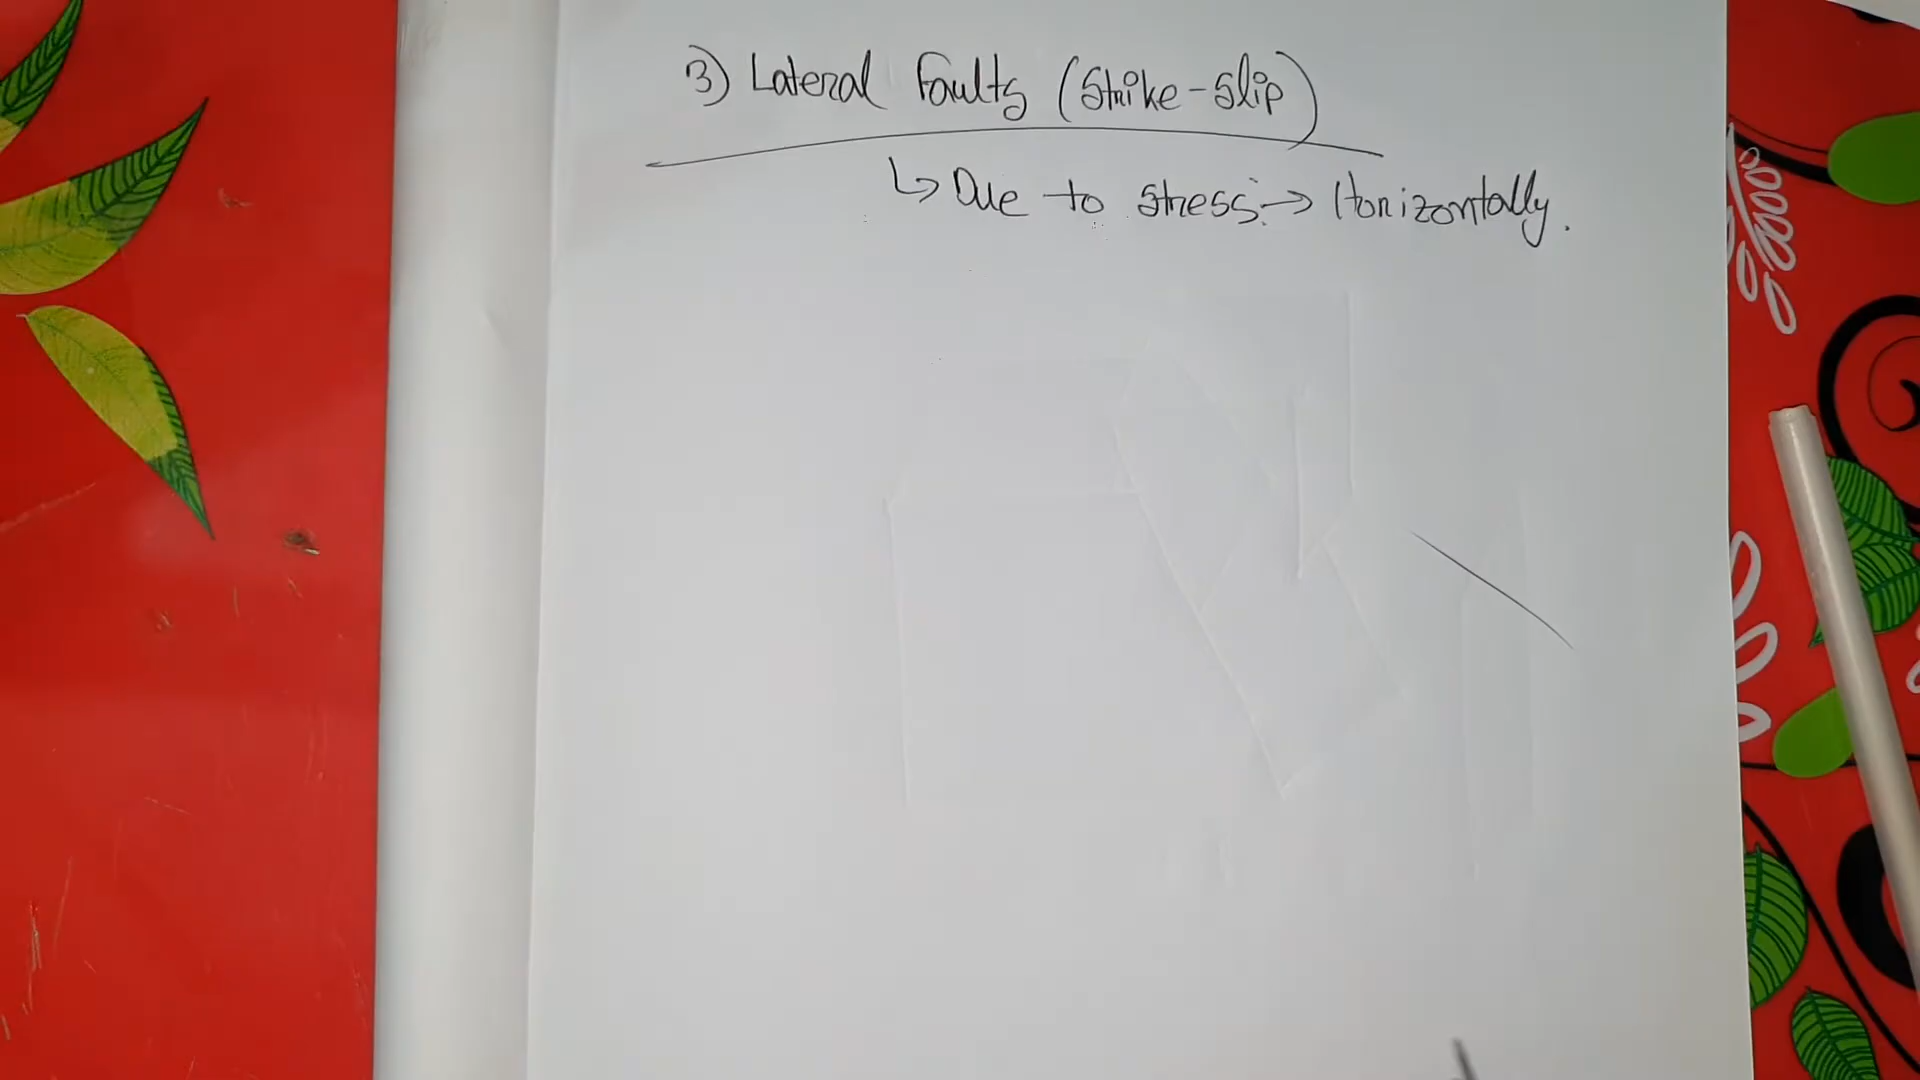 3) Lateral Faults (Strike-slip)
↳ Due to stress → Horizontally.